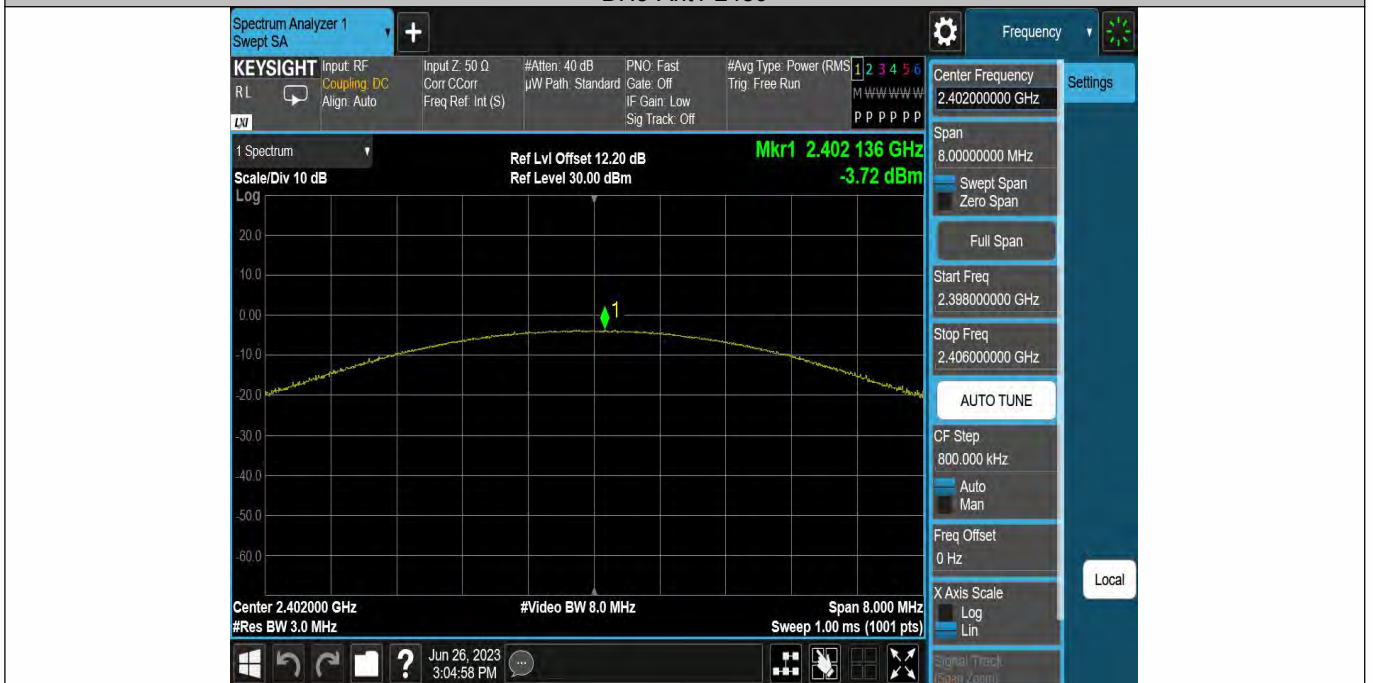 Spectrum Analyzer 1
Swept SA
+
Frequency
KEYSIGHT
RL
LXI
Input: RF
Coupling: DC
Align: Auto
Input Z: 50 Ω
Corr CCorr
Freq Ref: Int (S)
#Atten: 40 dB
µW Path: Standard
PNO: Fast
Gate: Off
IF Gain: Low
Sig Track: Off
#Avg Type: Power (RMS
Trig: Free Run
1 2 3 4 5 6
M W W W W W
P P P P P P
1 Spectrum
Scale/Div 10 dB
Log
Ref Lvl Offset 12.20 dB
Ref Level 30.00 dBm
Mkr1 2.402 136 GHz
-3.72 dBm
20.0
10.0
0.00
-10.0
-20.0
-30.0
-40.0
-50.0
-60.0
1
Center 2.402000 GHz
#Res BW 3.0 MHz
#Video BW 8.0 MHz
Span 8.000 MHz
Sweep 1.00 ms (1001 pts)
Center Frequency
2.402000000 GHz
Settings
Span
8.00000000 MHz
Swept Span
Zero Span
Full Span
Start Freq
2.398000000 GHz
Stop Freq
2.406000000 GHz
AUTO TUNE
CF Step
800.000 kHz
Auto
Man
Freq Offset
0 Hz
X Axis Scale
Log
Lin
Local
Signal Track
(Span Zoom)
?
Jun 26, 2023
3:04:58 PM